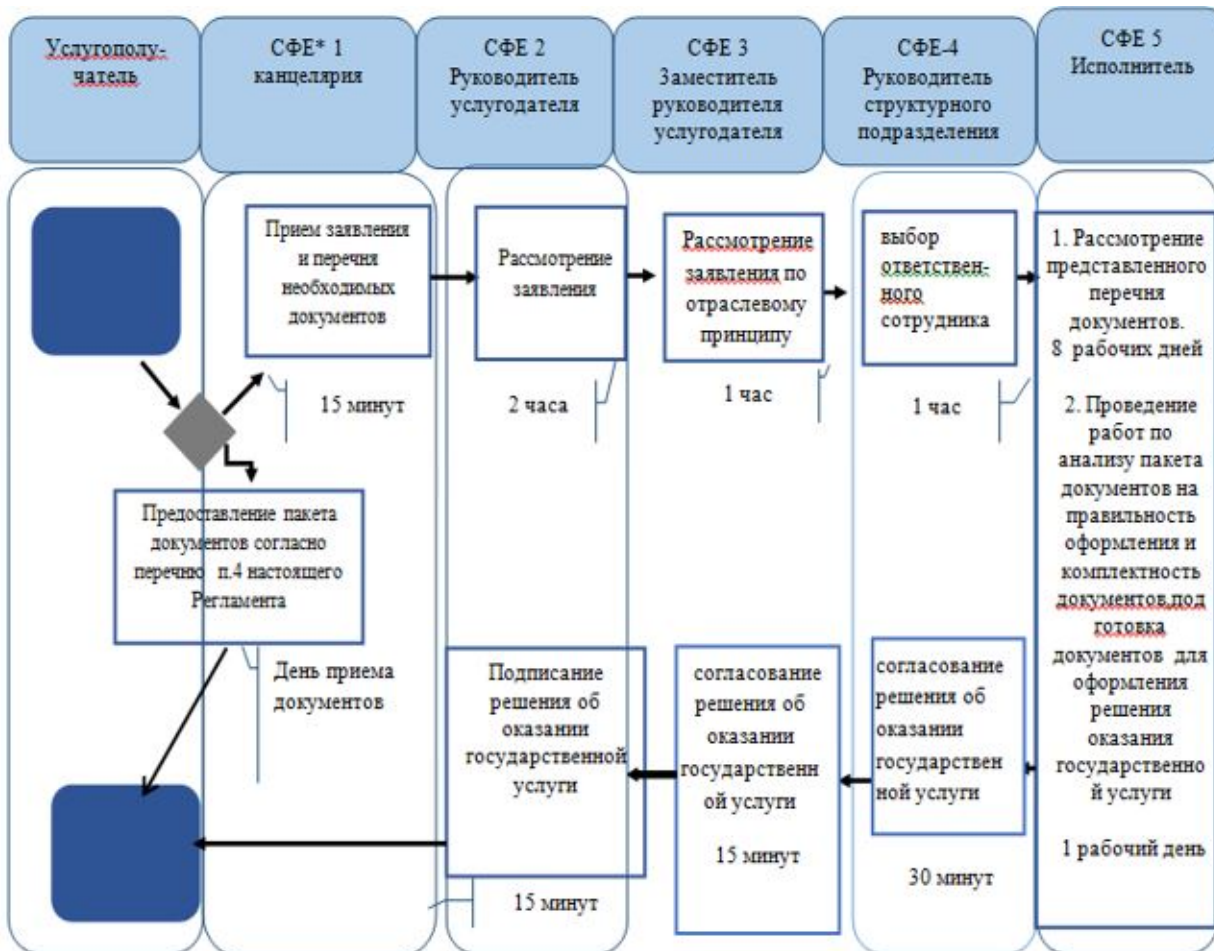 Услугополу-
чатель
СФЕ* 1
канцелярия
СФЕ 2
Руководитель
услугодателя
СФЕ 3
Заместитель
руководителя
услугодателя
СФЕ-4
Руководитель
структурного
подразделения
СФЕ 5
Исполнитель
Прием заявления
и перечня
необходимых
документов
15 минут
Рассмотрение
заявления
2 часа
Рассмотрение
заявления по
отраслевому
принципу
1 час
выбор
ответствен-
ного
сотрудника
1 час
1. Рассмотрение
представленного
перечня
документов.
8 рабочих дней
2. Проведение
работ по
анализу пакета
документов на
правильность
оформления и
комплектность
документов,под
готовка
документов для
оформления
решения
оказания
государственно
й услуги
1 рабочий день
Предоставление пакета
документов согласно
перечню п.4 настоящего
Регламента
День приема
документов
Подписание
решения об
оказании
государственной
услуги
15 минут
согласование
решения об
оказании
государственн
ой услуги
15 минут
согласование
решения об
оказании
государствен
ной услуги
30 минут